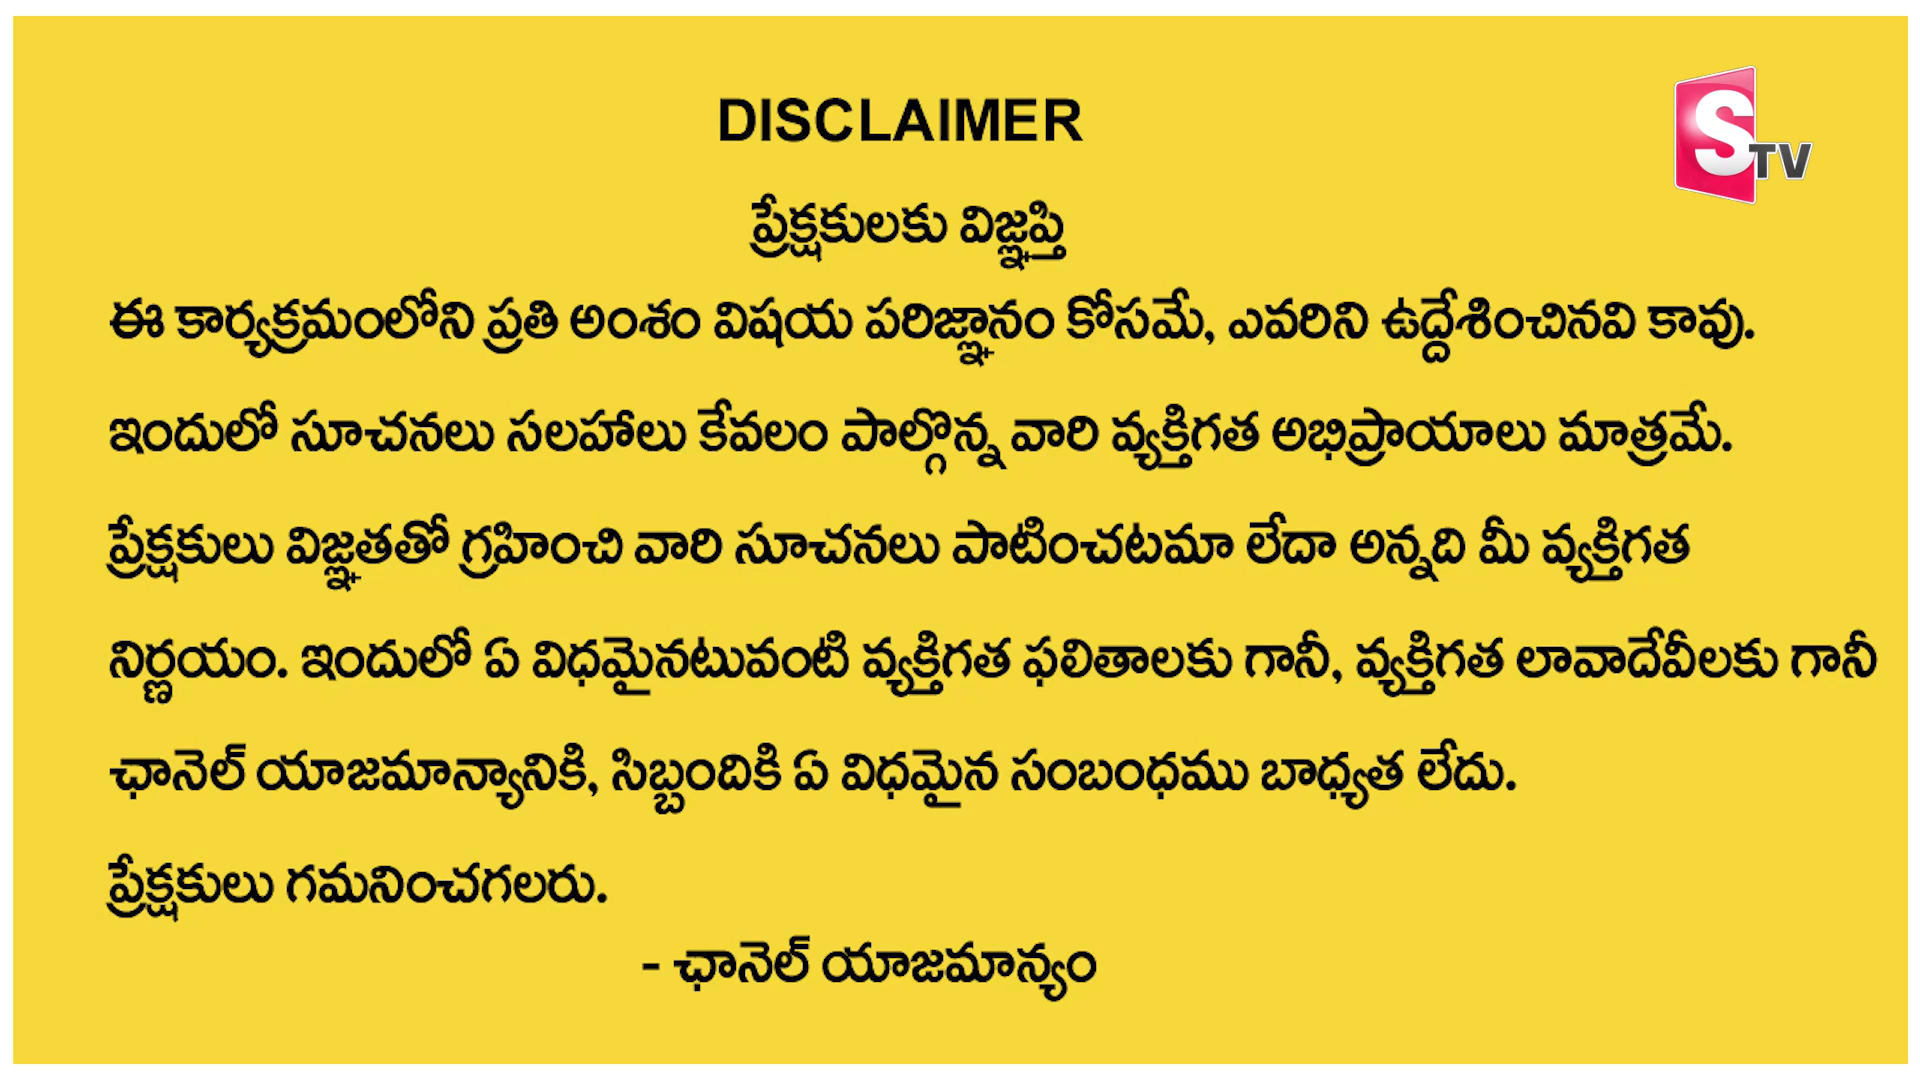 DISCLAIMER
STV
ప్రేక్షకులకు విజ్ఞప్తి
ఈ కార్యక్రమంలోని ప్రతి అంశం విషయ పరిజ్ఞానం కోసమే, ఎవరిని ఉద్దేశించినవి కావు.
ఇందులో సూచనలు సలహాలు కేవలం పాల్గొన్న వారి వ్యక్తిగత అభిప్రాయాలు మాత్రమే.
ప్రేక్షకులు విజ్ఞతతో గ్రహించి వారి సూచనలు పాటించటమా లేదా అన్నది మీ వ్యక్తిగత
నిర్ణయం. ఇందులో ఏ విధమైనటువంటి వ్యక్తిగత ఫలితాలకు గానీ, వ్యక్తిగత లావాదేవీలకు గానీ
ఛానెల్ యాజమాన్యానికి, సిబ్బందికి ఏ విధమైన సంబంధము బాధ్యత లేదు.
ప్రేక్షకులు గమనించగలరు.
- ఛానెల్ యాజమాన్యం